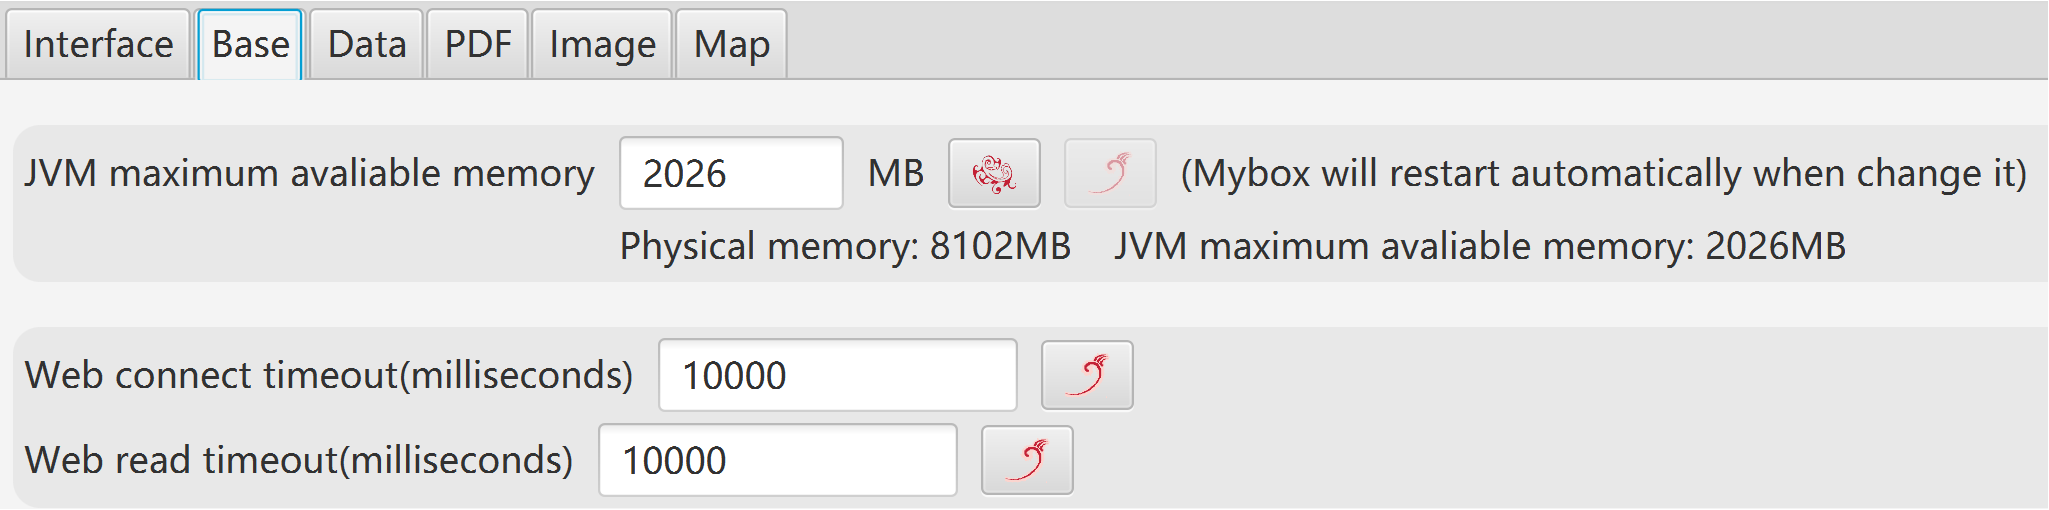 Interface Base Data PDF Image Map
JVM maximum avaliable memory 2026 MB (Mybox will restart automatically when change it)
Physical memory: 8102MB JVM maximum avaliable memory: 2026MB
Web connect timeout(milliseconds) 10000
Web read timeout(milliseconds) 10000